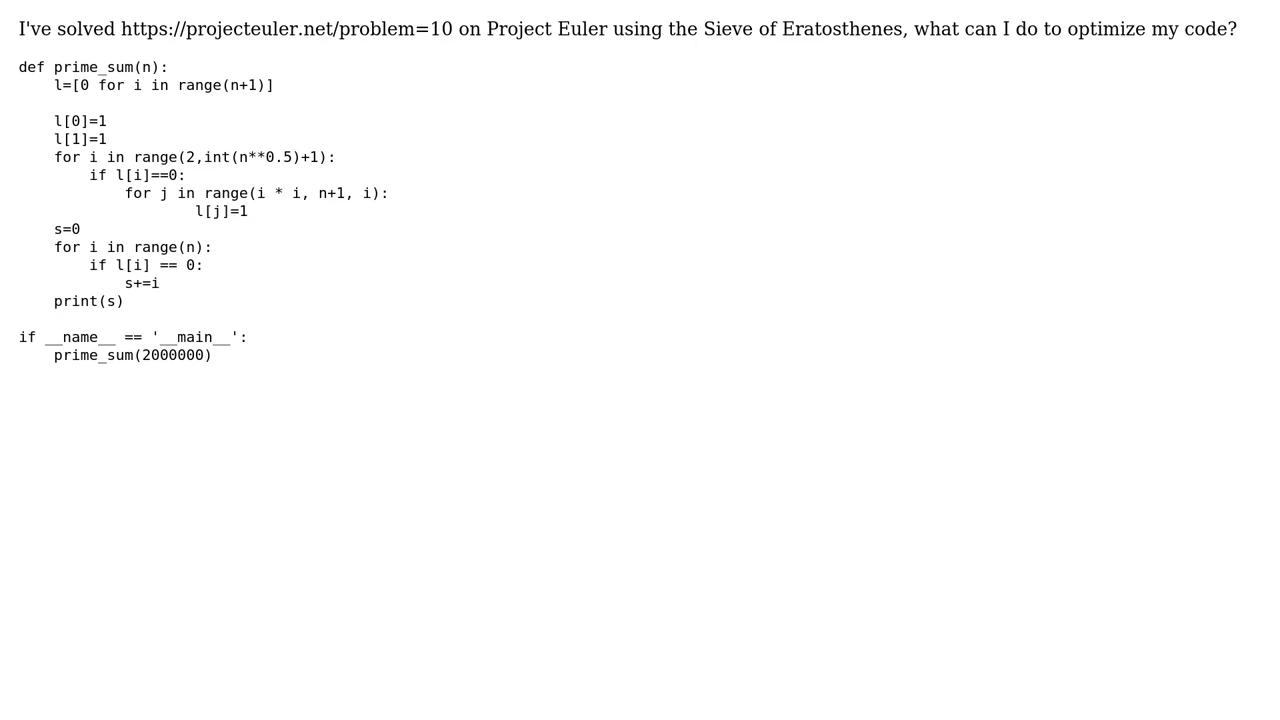 I've solved https://projecteuler.net/problem=10 on Project Euler using the Sieve of Eratosthenes, what can I do to optimize my code?
def prime_sum(n):
    l=[0 for i in range(n+1)]

    l[0]=1
    l[1]=1
    for i in range(2,int(n**0.5)+1):
        if l[i]==0:
            for j in range(i * i, n+1, i):
                    l[j]=1
    s=0
    for i in range(n):
        if l[i] == 0:
            s+=i
    print(s)

if __name__ == '__main__':
    prime_sum(2000000)